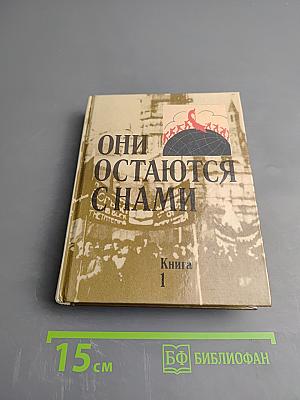 ОНИ
ОСТАЮТСЯ
С НАМИ
Книга
1
15 см
БФ БИБЛИОФАН